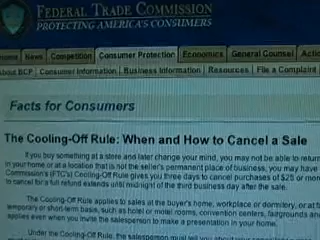 FEDERAL TRADE COMMISSION
PROTECTING AMERICA'S CONSUMERS
News Competition Consumer Protection Economics General Counsel
About BCP Consumer Information Business Information Resources File a Complaint
Facts for Consumers
The Cooling-Off Rule: When and How to Cancel a Sale
If you buy something at a store and later change your mind, you may not be able to return
in your home or at a location that is not the seller's permanent place of business, you may have
Commission's (FTC's) Cooling-Off Rule gives you three days to cancel purchases of $25 or more
to cancel for a full refund extends until midnight of the third business day after the sale.
The Cooling-Off Rule applies to sales at the buyer's home, workplace or dormitory, or at
temporary or short-term basis, such as hotel or motel rooms, convention centers, fairgrounds and
applies even when you invite the salesperson to make a presentation in your home.
Under the Cooling-Off Rule, the salesperson must tell you about your